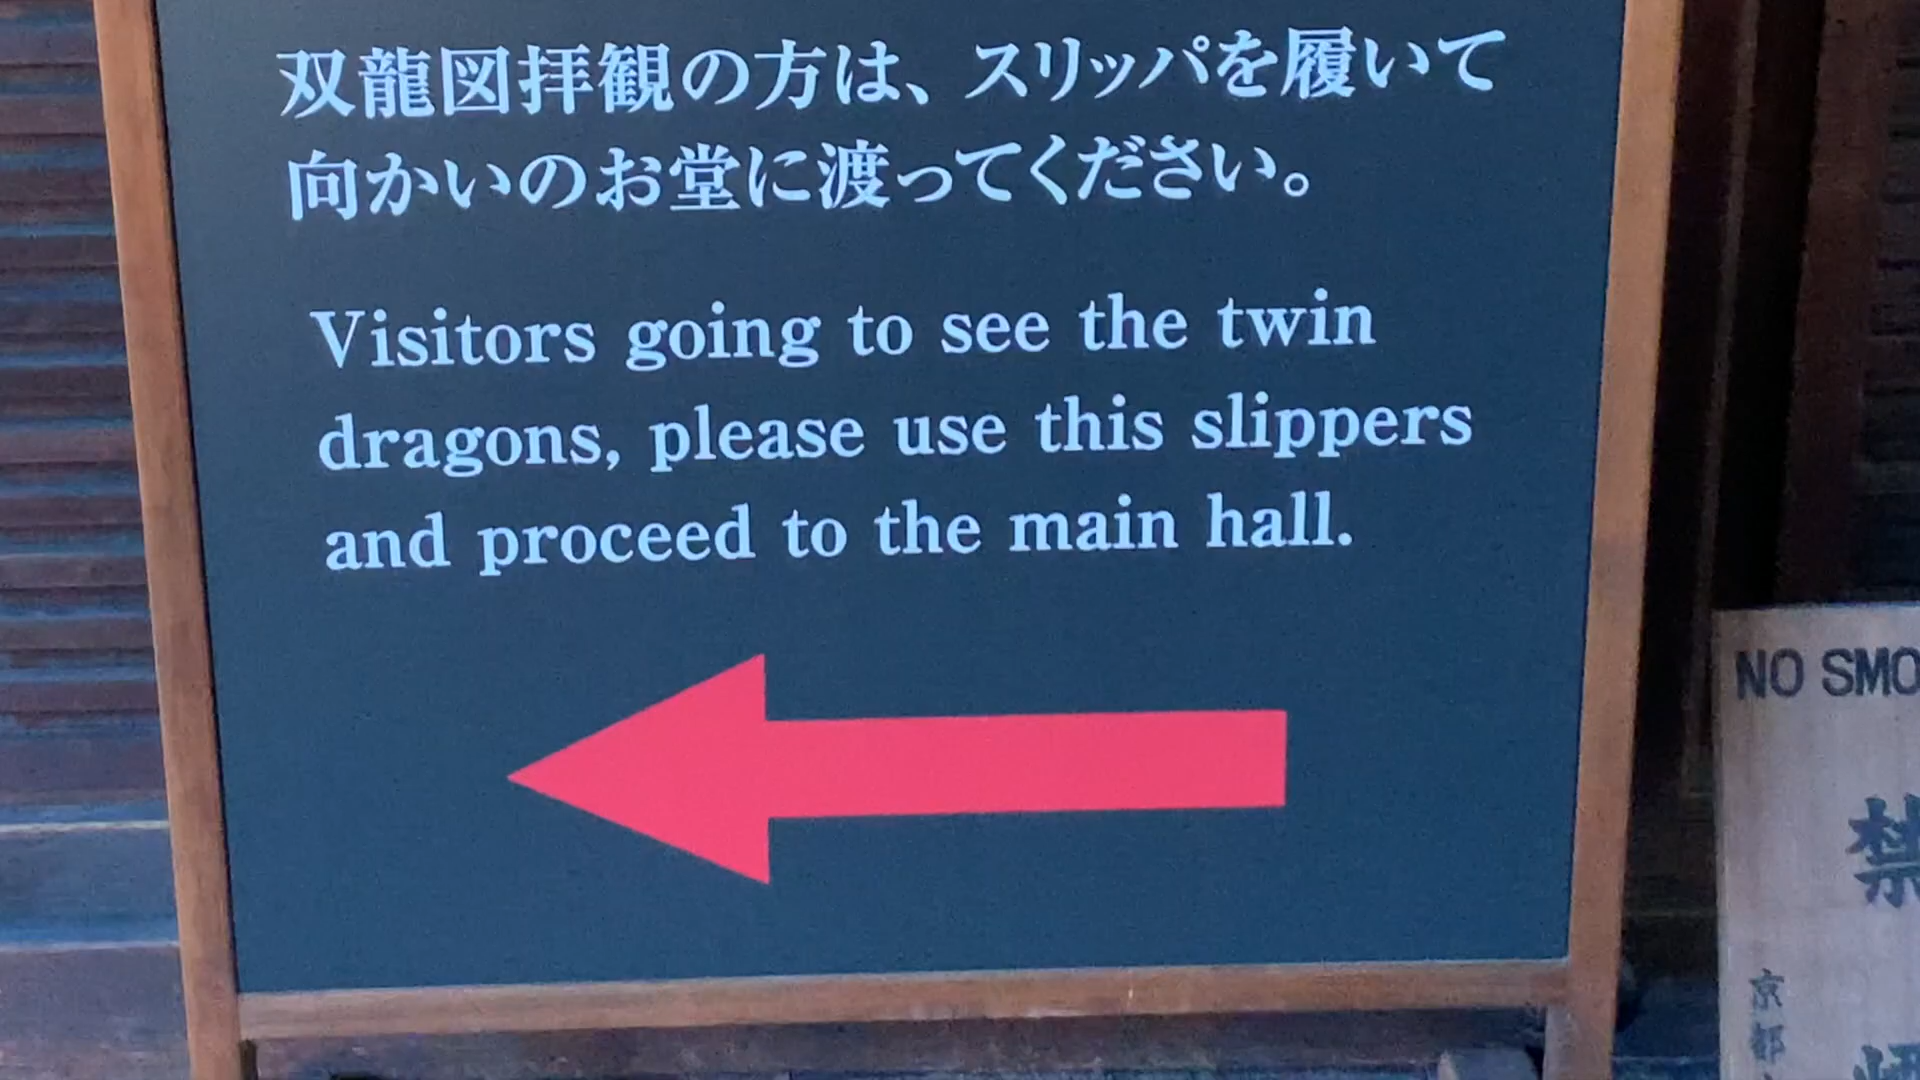 双龍図拝観の方は、スリッパを履いて
向かいのお堂に渡ってください。
Visitors going to see the twin
dragons, please use this slippers
and proceed to the main hall.
NO SMO
禁
京都